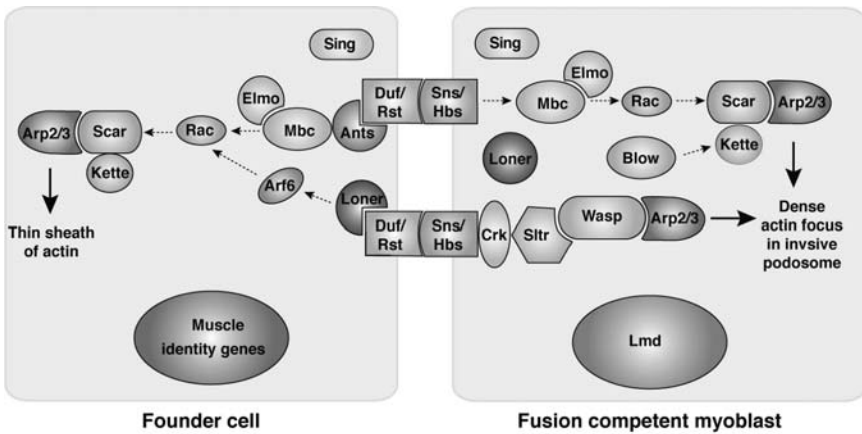 Sing
Elmo
Duf/
Rst
Sns/
Hbs
Arp2/3
Scar
Rac
Mbc
Ants
Kette
Arf6
Loner
Thin sheath
of actin
Duf/
Rst
Sns/
Hbs
Muscle
identity genes
Founder cell
Sing
Elmo
Mbc
Rac
Scar
Arp2/3
Kette
Loner
Blow
Crk
Sltr
Wasp
Arp2/3
Dense
actin focus
in invsive
podosome
Lmd
Fusion competent myoblast